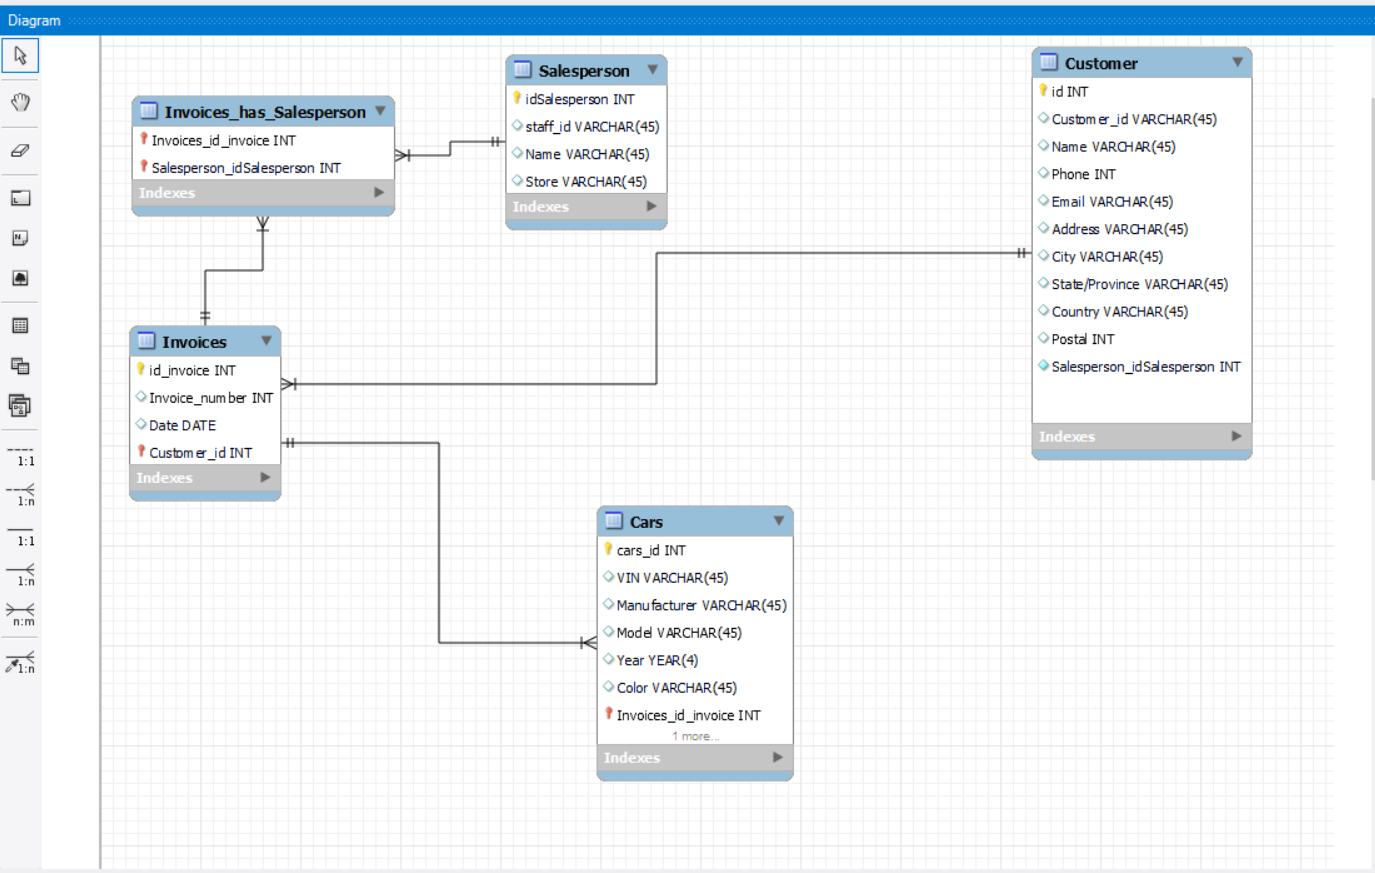 Diagram
Invoices_has_Salesperson
Invoices_id_invoice INT
Salesperson_idSalesperson INT
Indexes
Salesperson
idSalesperson INT
staff_id VARCHAR(45)
Name VARCHAR(45)
Store VARCHAR(45)
Indexes
Customer
id INT
Customer_id VARCHAR(45)
Name VARCHAR(45)
Phone INT
Email VARCHAR(45)
Address VARCHAR(45)
City VARCHAR(45)
State/Province VARCHAR(45)
Country VARCHAR(45)
Postal INT
Salesperson_idSalesperson INT
Indexes
Invoices
id_invoice INT
Invoice_number INT
Date DATE
Customer_id INT
Indexes
Cars
cars_id INT
VIN VARCHAR(45)
Manufacturer VARCHAR(45)
Model VARCHAR(45)
Year YEAR(4)
Color VARCHAR(45)
Invoices_id_invoice INT
1 more...
Indexes
1:1
1:n
1:1
1:n
n:m
1:n